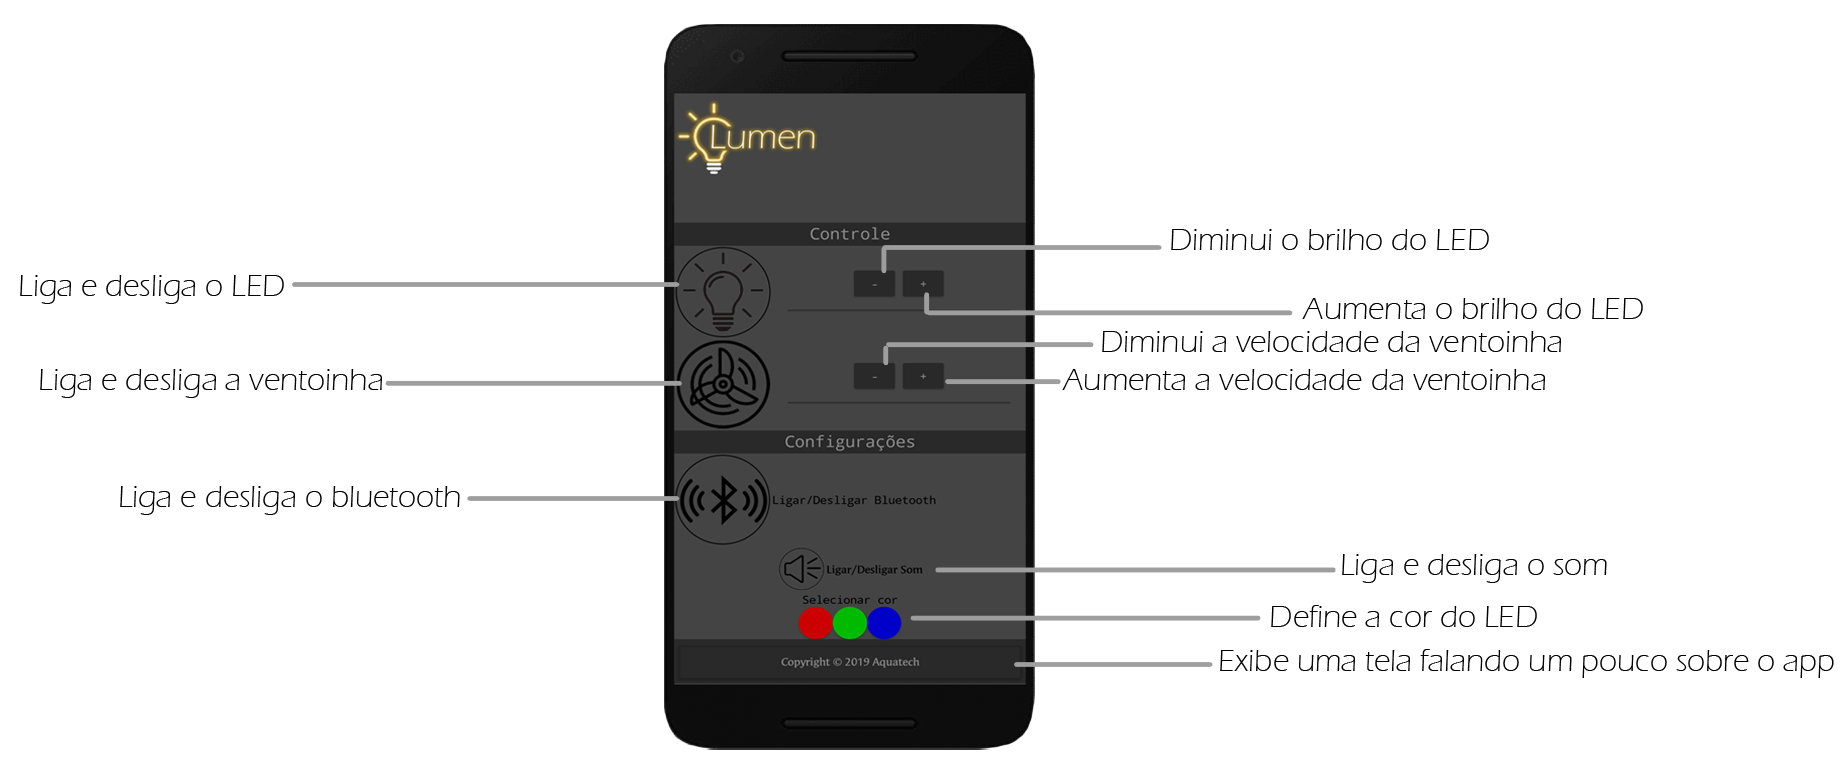 Lumen
Controle
Diminui o brilho do LED
Liga e desliga o LED
-
+
Aumenta o brilho do LED
Diminui a velocidade da ventoinha
Liga e desliga a ventoinha
-
+
Aumenta a velocidade da ventoinha
Configurações
Liga e desliga o bluetooth
Ligar/Desligar Bluetooth
Ligar/Desligar Som
Liga e desliga o som
Selecionar cor
Define a cor do LED
Copyright © 2019 Aquatech
Exibe uma tela falando um pouco sobre o app